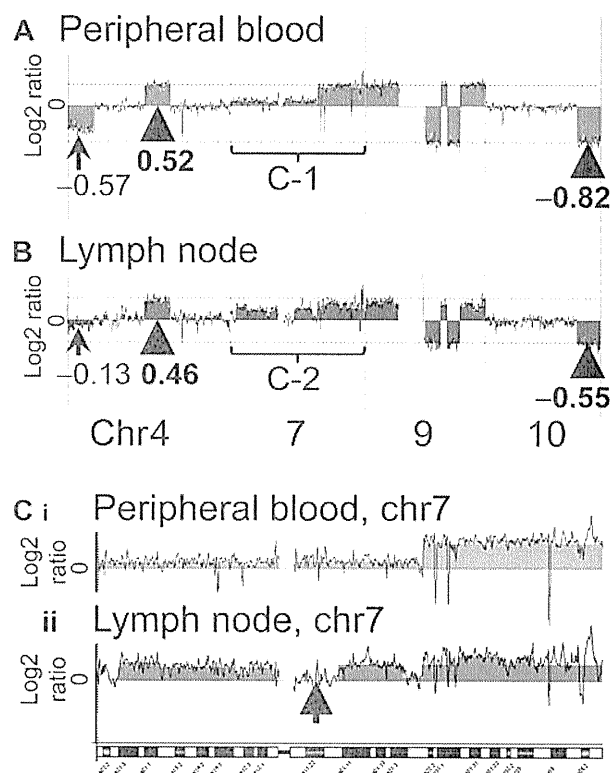 A Peripheral blood
Log2 ratio
0
−0.57
0.52
C-1
−0.82
B Lymph node
Log2 ratio
0
−0.13
0.46
C-2
−0.55
Chr4 7 9 10
C i Peripheral blood, chr7
Log2 ratio
0
ii Lymph node, chr7
Log2 ratio
0